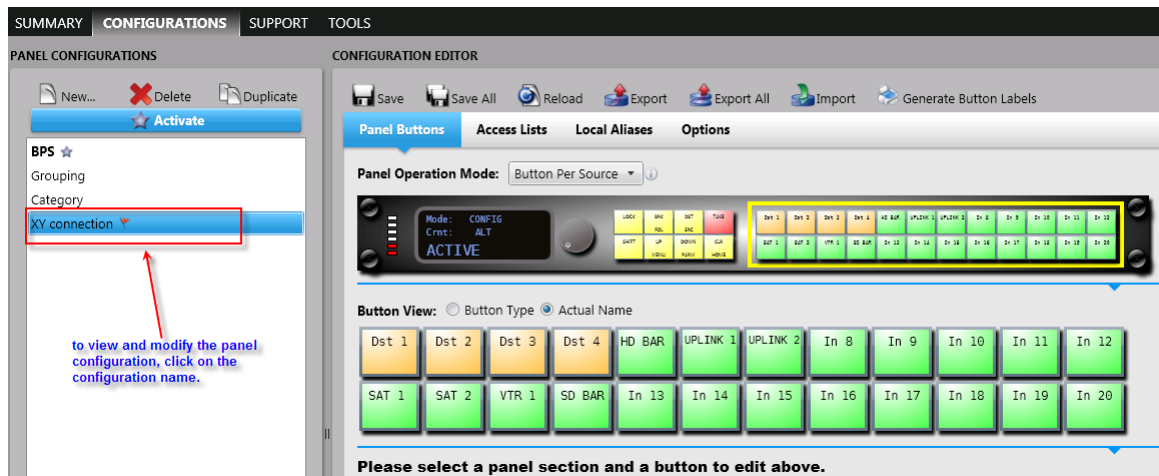 SUMMARY CONFIGURATIONS SUPPORT TOOLS
PANEL CONFIGURATIONS
New... Delete Duplicate
Activate
BPS
Grouping
Category
XY connection
to view and modify the panel
configuration, click on the
configuration name.
CONFIGURATION EDITOR
Save Save All Reload Export Export All Import Generate Button Labels
Panel Buttons Access Lists Local Aliases Options
Panel Operation Mode: Button Per Source
Mode: CONFIG
Crnt: ALT
ACTIVE
Button View: Button Type Actual Name
Dst 1 Dst 2 Dst 3 Dst 4 HD BAR UPLINK 1 UPLINK 2 In 8 In 9 In 10 In 11 In 12
SAT 1 SAT 2 VTR 1 SD BAR In 13 In 14 In 15 In 16 In 17 In 18 In 19 In 20
Please select a panel section and a button to edit above.